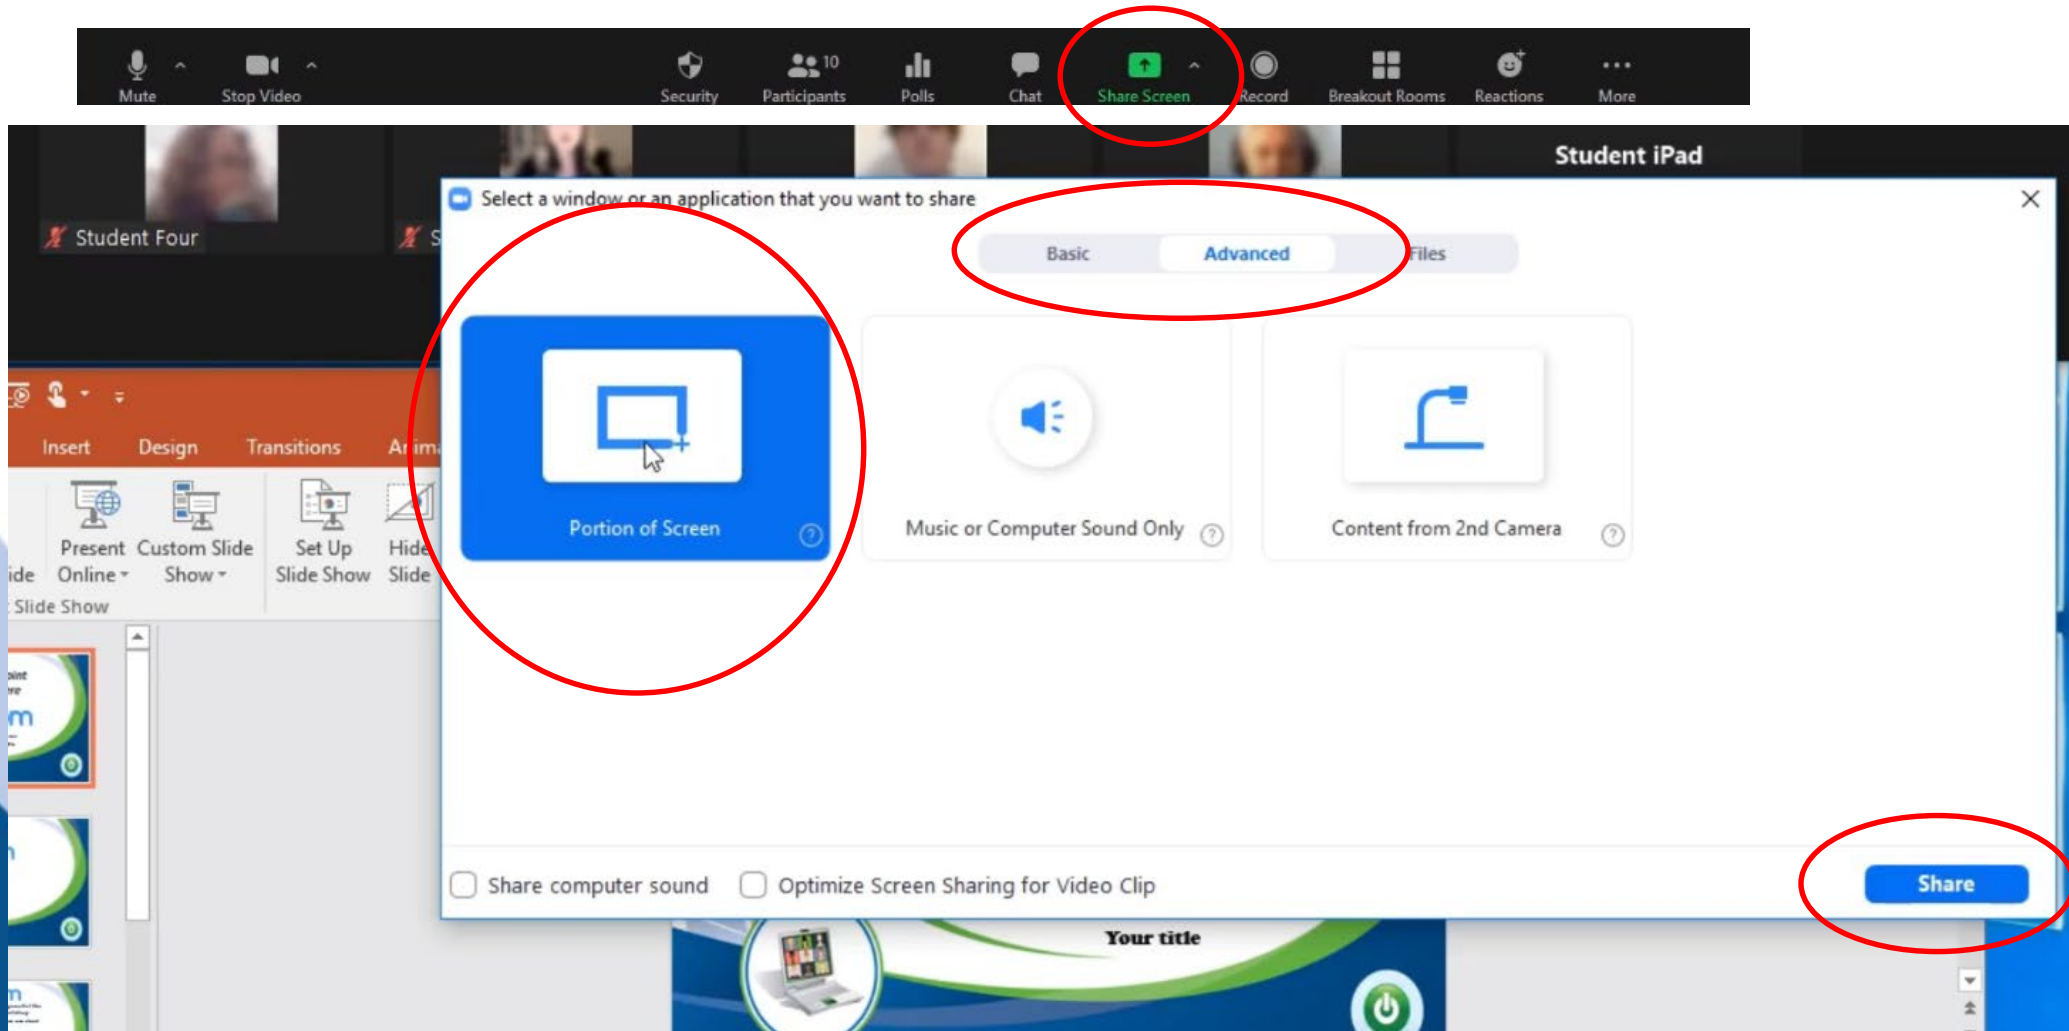 Mute
Stop Video
Security
Participants
10
Polls
Chat
Share Screen
Record
Breakout Rooms
Reactions
More
Student iPad
Student Four
S
Select a window or an application that you want to share
Basic
Advanced
Files
Insert
Design
Transitions
Anima
Portion of Screen
Music or Computer Sound Only
Content from 2nd Camera
ide
Present
Online
Custom Slide
Show
Set Up
Slide Show
Hide
Slide
Slide Show
om
Share computer sound
Optimize Screen Sharing for Video Clip
Share
Your title